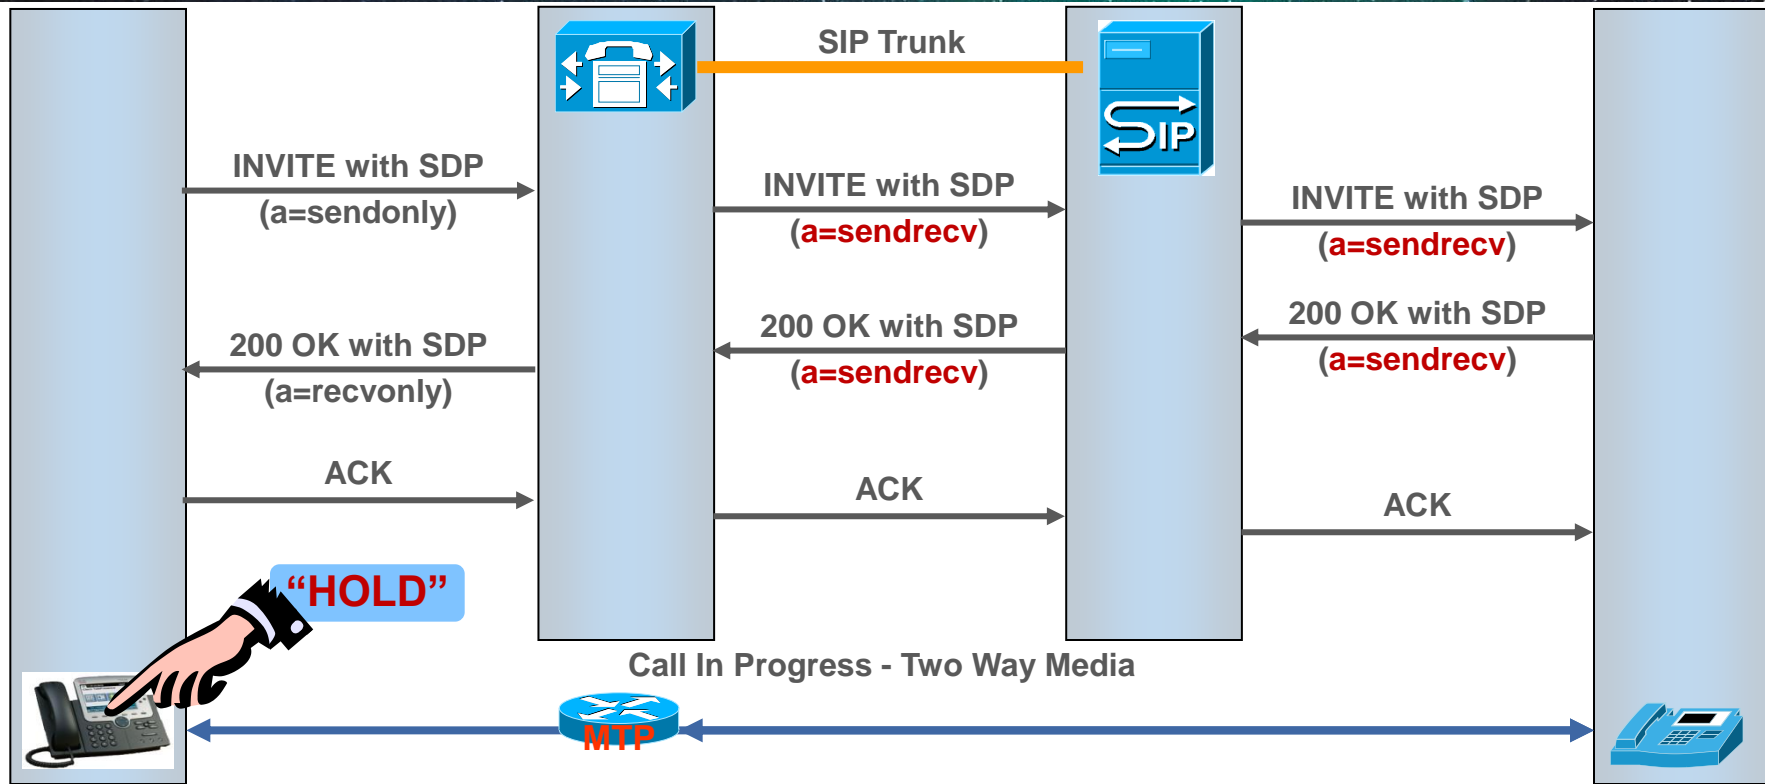 SIP Trunk
SIP
INVITE with SDP
(a=sendonly)
INVITE with SDP
(a=sendrecv)
INVITE with SDP
(a=sendrecv)
200 OK with SDP
(a=recvonly)
200 OK with SDP
(a=sendrecv)
200 OK with SDP
(a=sendrecv)
ACK
ACK
ACK
“HOLD”
Call In Progress - Two Way Media
MTP